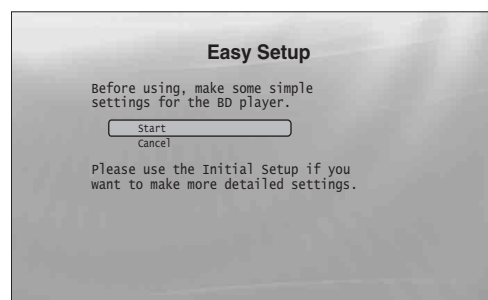 Easy Setup
Before using, make some simple
settings for the BD player.
Start
Cancel
Please use the Initial Setup if you
want to make more detailed settings.